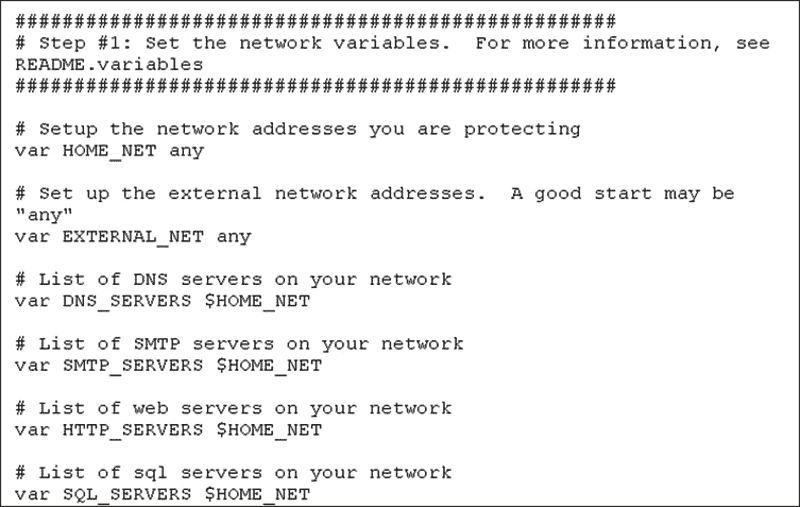 ###################################################
# Step #1: Set the network variables.  For more information, see
README.variables
###################################################
# Setup the network addresses you are protecting
var HOME_NET any
# Set up the external network addresses.  A good start may be
"any"
var EXTERNAL_NET any
# List of DNS servers on your network
var DNS_SERVERS $HOME_NET
# List of SMTP servers on your network
var SMTP_SERVERS $HOME_NET
# List of web servers on your network
var HTTP_SERVERS $HOME_NET
# List of sql servers on your network
var SQL_SERVERS $HOME_NET